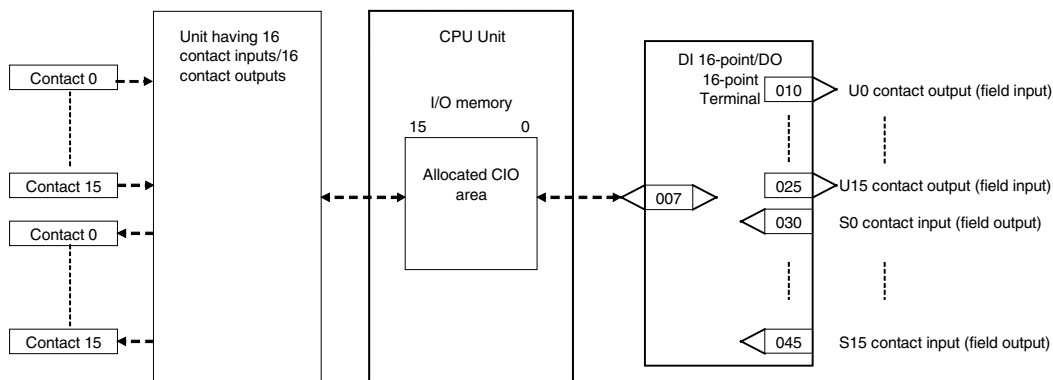 Unit having 16
contact inputs/16
contact outputs
Contact 0
Contact 15
Contact 0
Contact 15
CPU Unit
I/O memory
15 0
Allocated CIO
area
DI 16-point/DO
16-point
Terminal
010
U0 contact output (field input)
025
U15 contact output (field input)
007
030
S0 contact input (field output)
045
S15 contact input (field output)